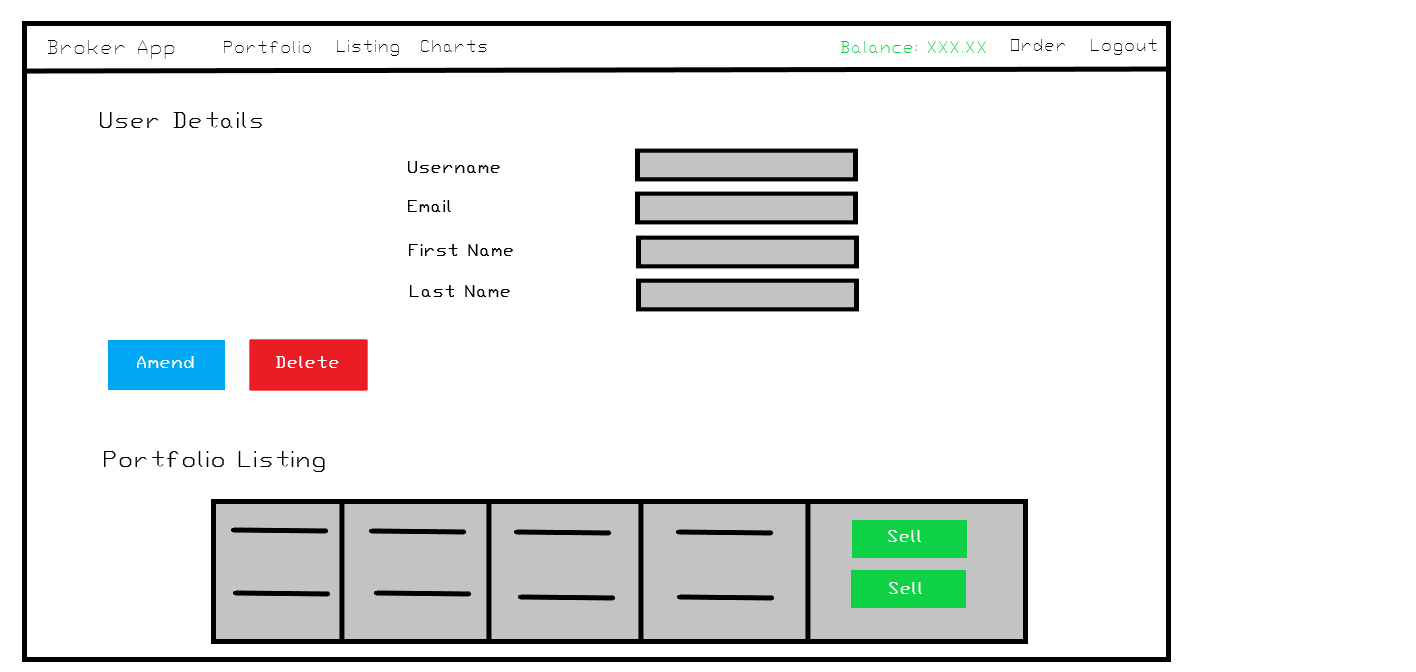 Broker App Portfolio Listing Charts Balance: XXX.XX Order Logout
User Details
Username
Email
First Name
Last Name
Amend Delete
Portfolio Listing
Sell
Sell